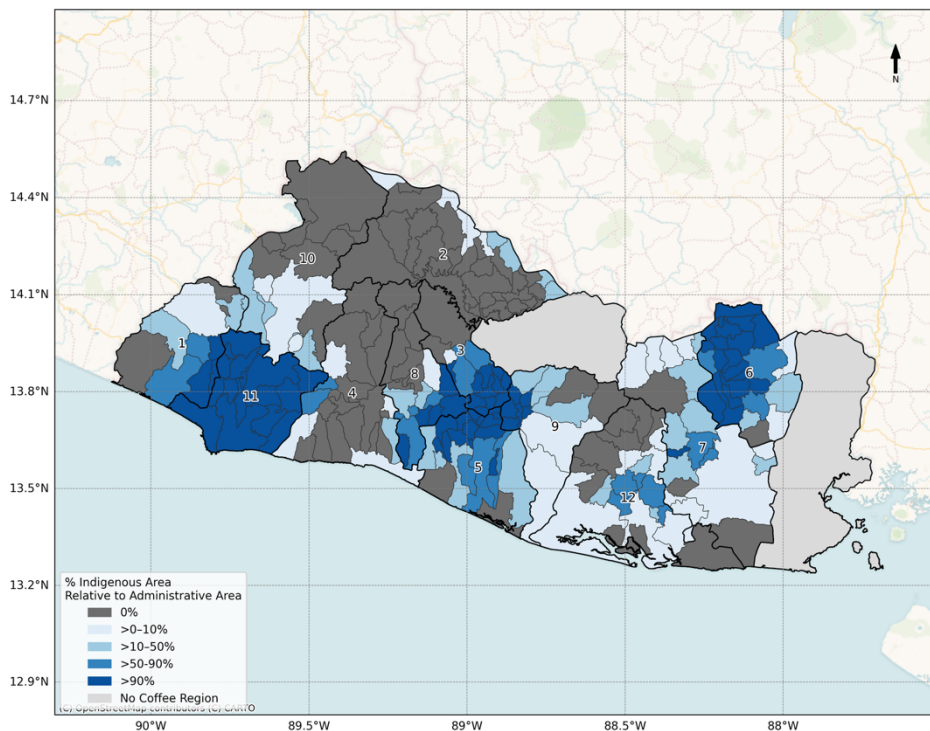 N
14.7°N
14.4°N
14.1°N
13.8°N
13.5°N
13.2°N
12.9°N
10
2
1
3
11
4
8
6
9
7
5
12
% Indigenous Area
Relative to Administrative Area
0%
>0–10%
>10–50%
>50-90%
>90%
No Coffee Region
(C) OpenStreetMap contributors (C) CARTO
90°W
89.5°W
89°W
88.5°W
88°W